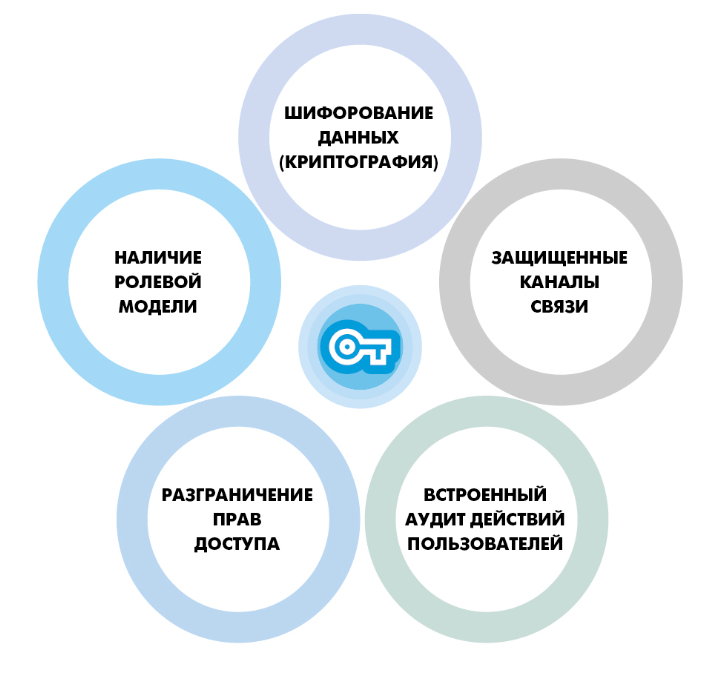 ШИФОРОВАНИЕ
ДАННЫХ
(КРИПТОГРАФИЯ)
НАЛИЧИЕ
РОЛЕВОЙ
МОДЕЛИ
ЗАЩИЩЕННЫЕ
КАНАЛЫ
СВЯЗИ
РАЗГРАНИЧЕНИЕ
ПРАВ
ДОСТУПА
ВСТРОЕННЫЙ
АУДИТ ДЕЙСТВИЙ
ПОЛЬЗОВАТЕЛЕЙ